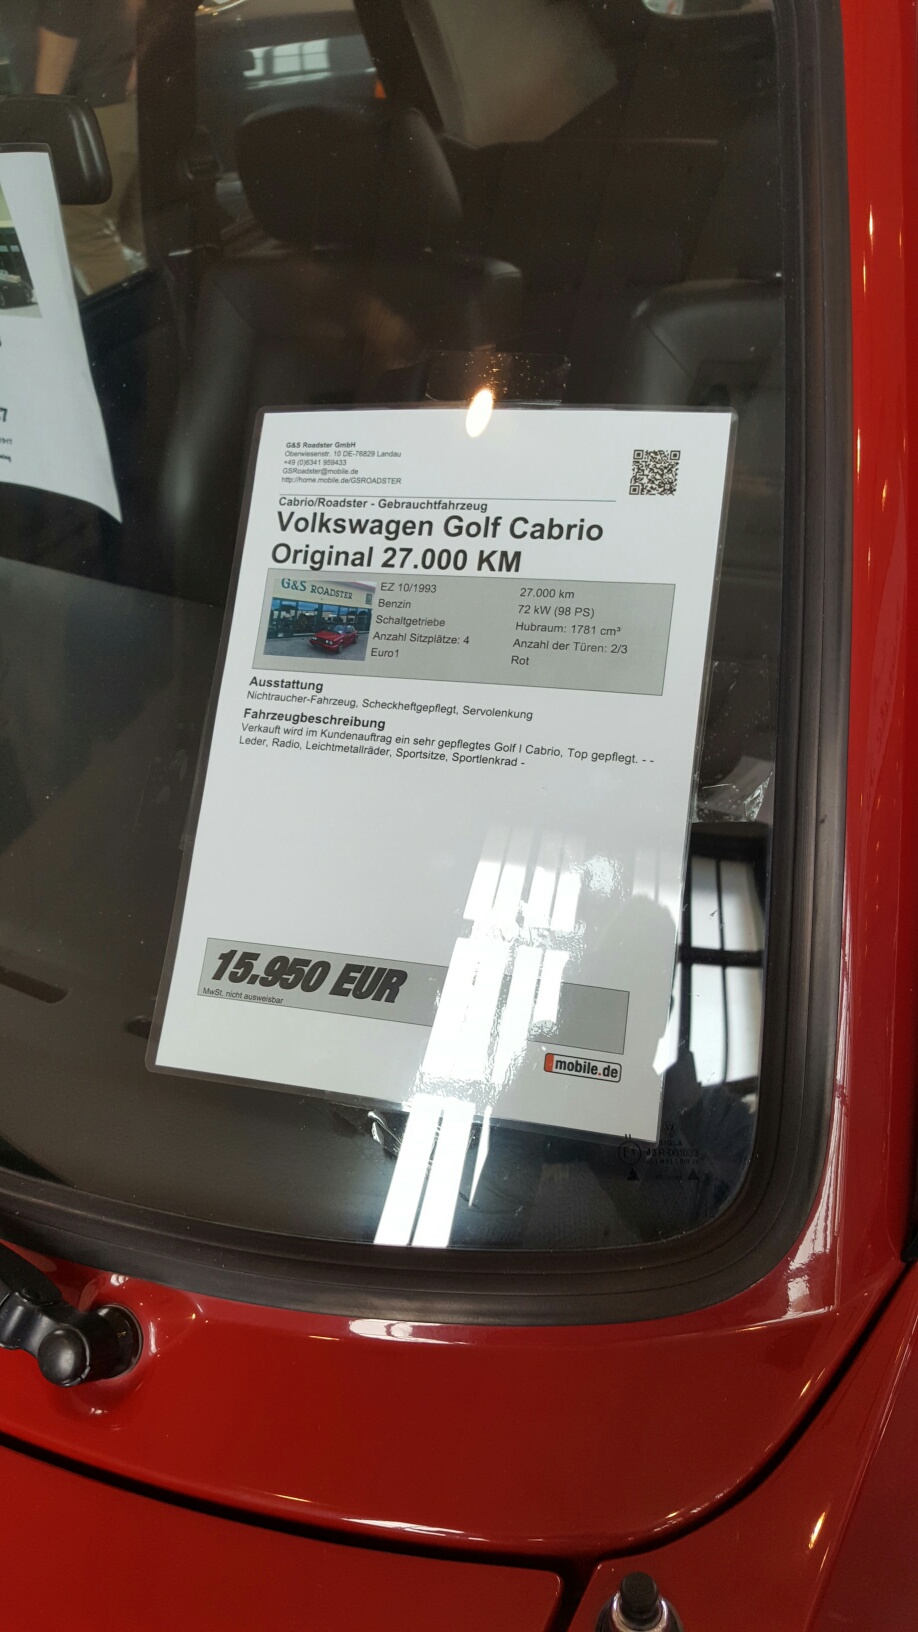 G&S Roadster GmbH
Oberwiesenstr. 10 DE-76829 Landau
+49 (0)6341 959433
GSRoadster@mobile.de
http://home.mobile.de/GSROADSTER
Cabrio/Roadster - Gebrauchtfahrzeug
Volkswagen Golf Cabrio
Original 27.000 KM
G&S ROADSTER
EZ 10/1993
27.000 km
Benzin
72 kW (98 PS)
Schaltgetriebe
Hubraum: 1781 cm³
Anzahl Sitzplätze: 4
Anzahl der Türen: 2/3
Euro1
Rot
Ausstattung
Nichtraucher-Fahrzeug, Scheckheftgepflegt, Servolenkung
Fahrzeugbeschreibung
Verkauft wird im Kundenauftrag ein sehr gepflegtes Golf I Cabrio, Top gepflegt. - -
Leder, Radio, Leichtmetallräder, Sportsitze, Sportlenkrad -
15.950 EUR
MwSt. nicht ausweisbar
mobile.de